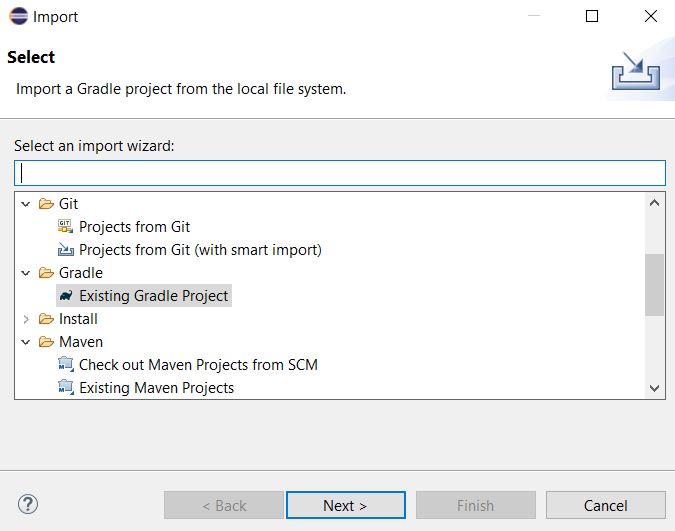 Import
Select
Import a Gradle project from the local file system.
Select an import wizard:
Git
GIT
Projects from Git
Projects from Git (with smart import)
Gradle
Existing Gradle Project
Install
Maven
M
Check out Maven Projects from SCM
M
Existing Maven Projects
?
< Back
Next >
Finish
Cancel